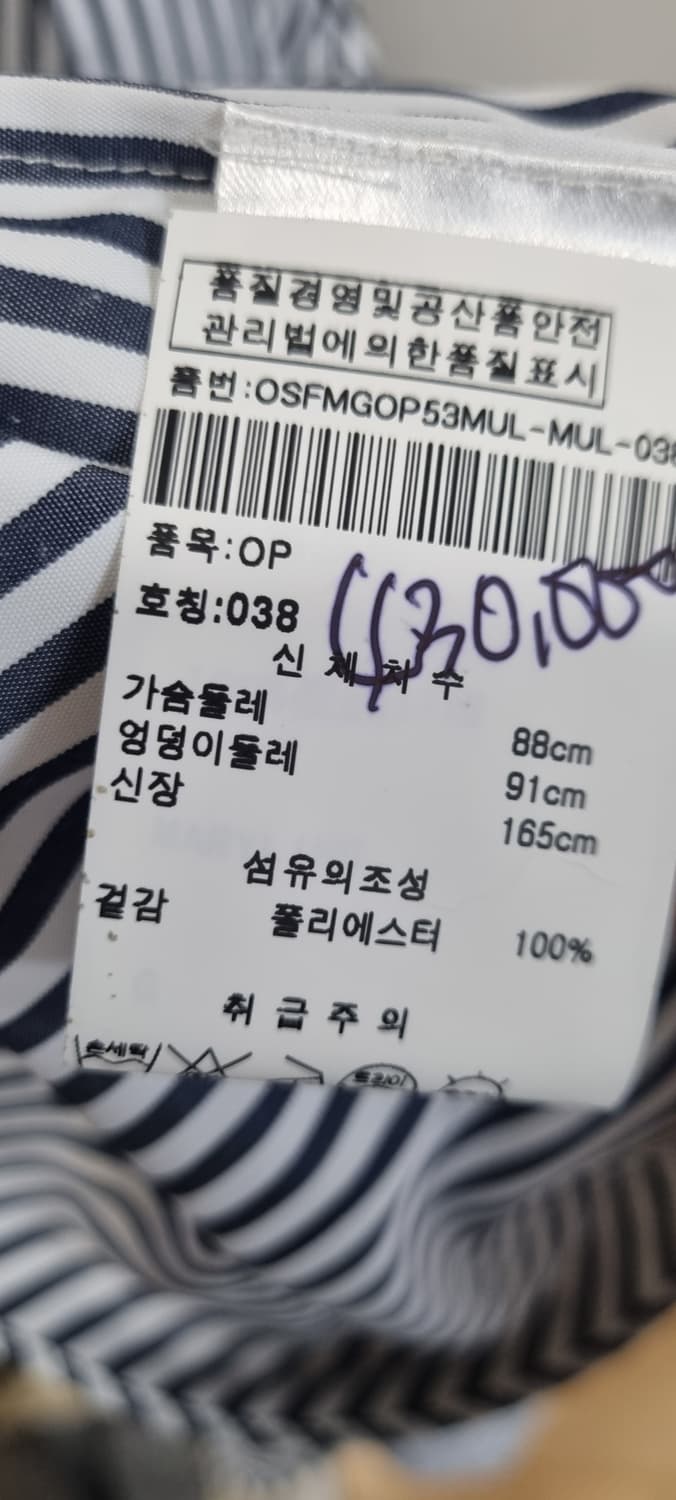 품질경영및공산품안전
관리법에의한품질표시
품번:OSFMGOP53MUL-MUL-038
품목:OP
호칭:038
신체치수
가슴둘레 88cm
엉덩이둘레 91cm
신장 165cm
섬유의조성
겉감 폴리에스터 100%
취급주의
손세탁 드라이